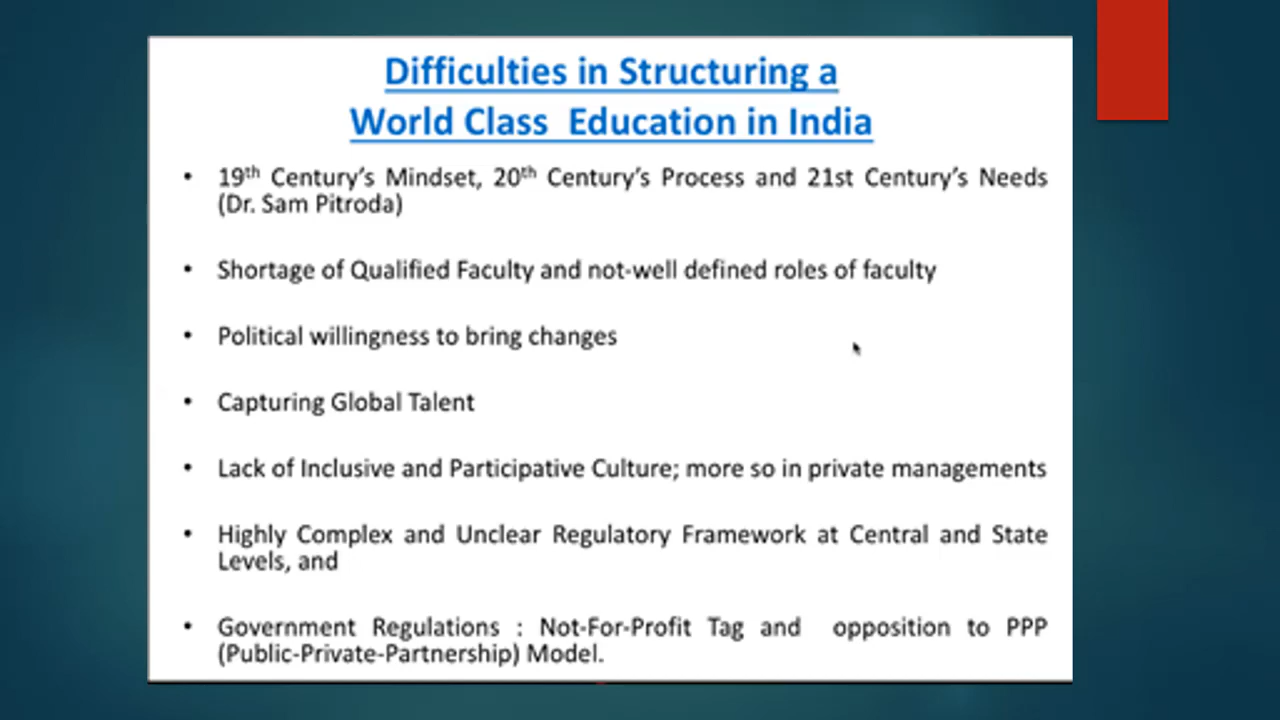 Difficulties in Structuring a
World Class Education in India
• 19th Century's Mindset, 20th Century's Process and 21st Century's Needs
(Dr. Sam Pitroda)
• Shortage of Qualified Faculty and not-well defined roles of faculty
• Political willingness to bring changes
• Capturing Global Talent
• Lack of Inclusive and Participative Culture; more so in private managements
• Highly Complex and Unclear Regulatory Framework at Central and State
Levels, and
• Government Regulations : Not-For-Profit Tag and opposition to PPP
(Public-Private-Partnership) Model.